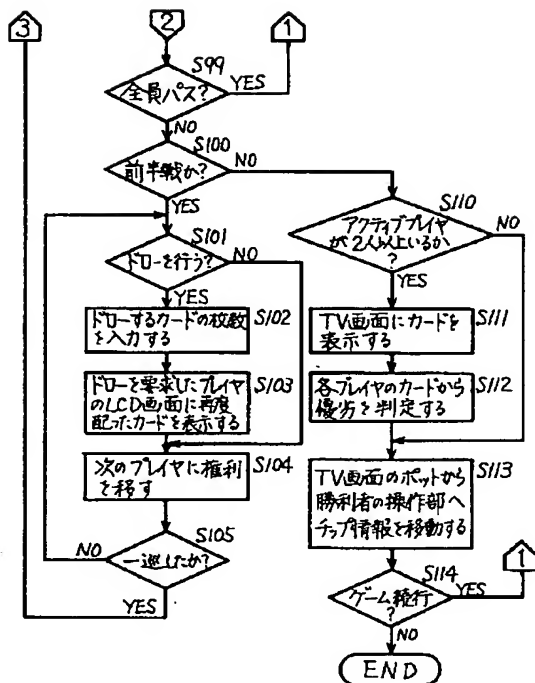 3
2
1
S99
全員パス?
YES
NO
S100
前半戦か?
NO
YES
S101
ドローを行う?
NO
YES
ドローするカードの枚数
を入力する
S102
ドローを要求したプレイヤ
のLCD画面に再度
配ったカードを表示する
S103
次のプレイヤに権利
を移す
S104
S105
一巡したか?
NO
YES
S110
アクティブプレイヤ
が2人以上いるか
?
NO
YES
TV画面にカードを
表示する
S111
各プレイヤのカードから
優劣を判定する
S112
TV画面のポットから
勝利者の操作部へ
チップ情報を移動する
S113
S114
ゲーム続行
?
YES
1
NO
END